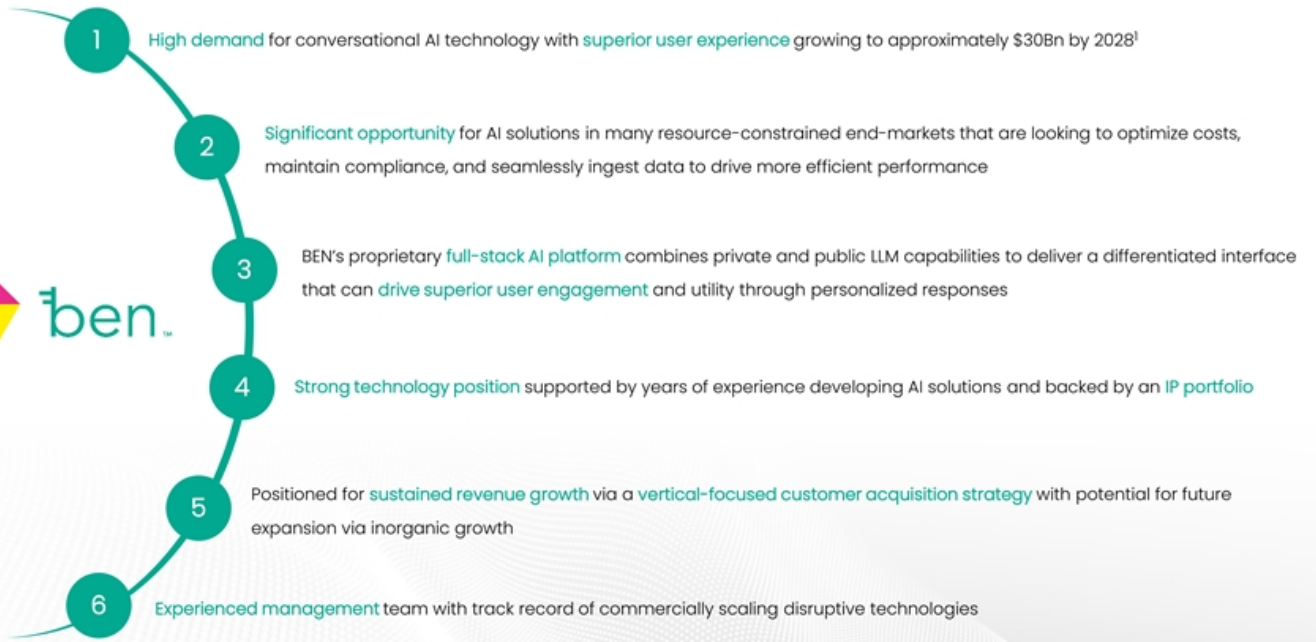 1
High demand for conversational AI technology with superior user experience growing to approximately $30Bn by 2028¹
2
Significant opportunity for AI solutions in many resource-constrained end-markets that are looking to optimize costs,
maintain compliance, and seamlessly ingest data to drive more efficient performance
3
BEN's proprietary full-stack AI platform combines private and public LLM capabilities to deliver a differentiated interface
that can drive superior user engagement and utility through personalized responses
ben™
4
Strong technology position supported by years of experience developing AI solutions and backed by an IP portfolio
5
Positioned for sustained revenue growth via a vertical-focused customer acquisition strategy with potential for future
expansion via inorganic growth
6
Experienced management team with track record of commercially scaling disruptive technologies